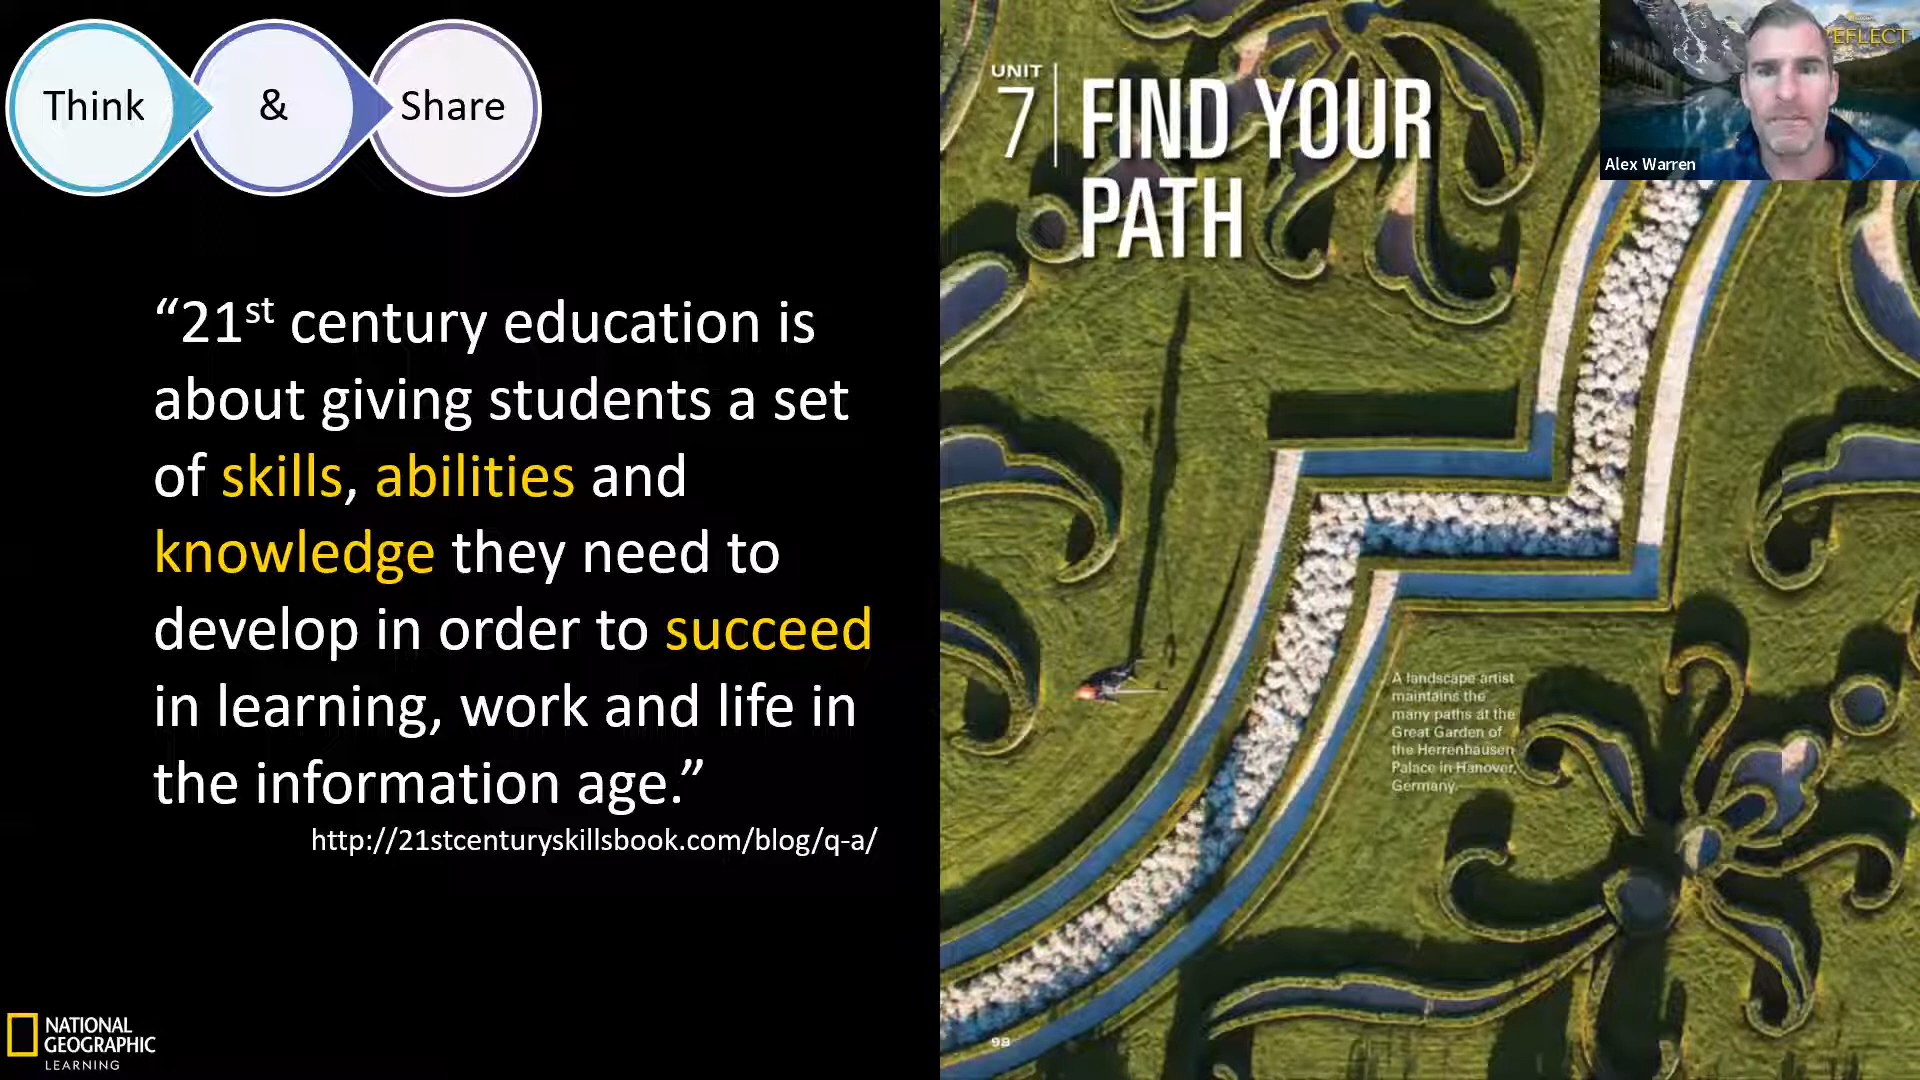 Think
&
Share
“21st century education is
about giving students a set
of skills, abilities and
knowledge they need to
develop in order to succeed
in learning, work and life in
the information age.”
http://21stcenturyskillsbook.com/blog/q-a/
NATIONAL
GEOGRAPHIC
LEARNING
UNIT
7
FIND YOUR
PATH
A landscape artist
maintains the
many paths at the
Great Garden of
the Herrenhausen
Palace in Hanover,
Germany.
98
REFLECT
Alex Warren